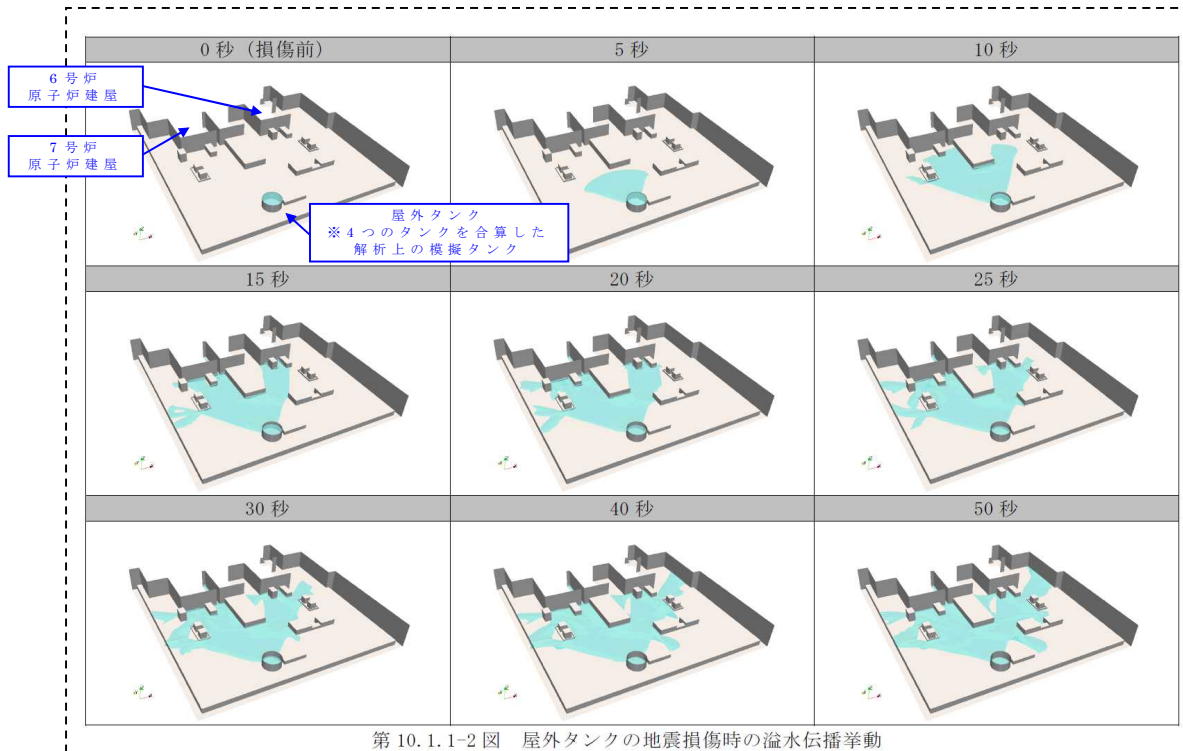 0秒(損傷前)
5秒
10秒
6号炉
原子炉建屋
7号炉
原子炉建屋
屋外タンク
※4つのタンクを合算した
解析上の模擬タンク
15秒
20秒
25秒
30秒
40秒
50秒
第10.1.1-2図 屋外タンクの地震損傷時の溢水伝播挙動